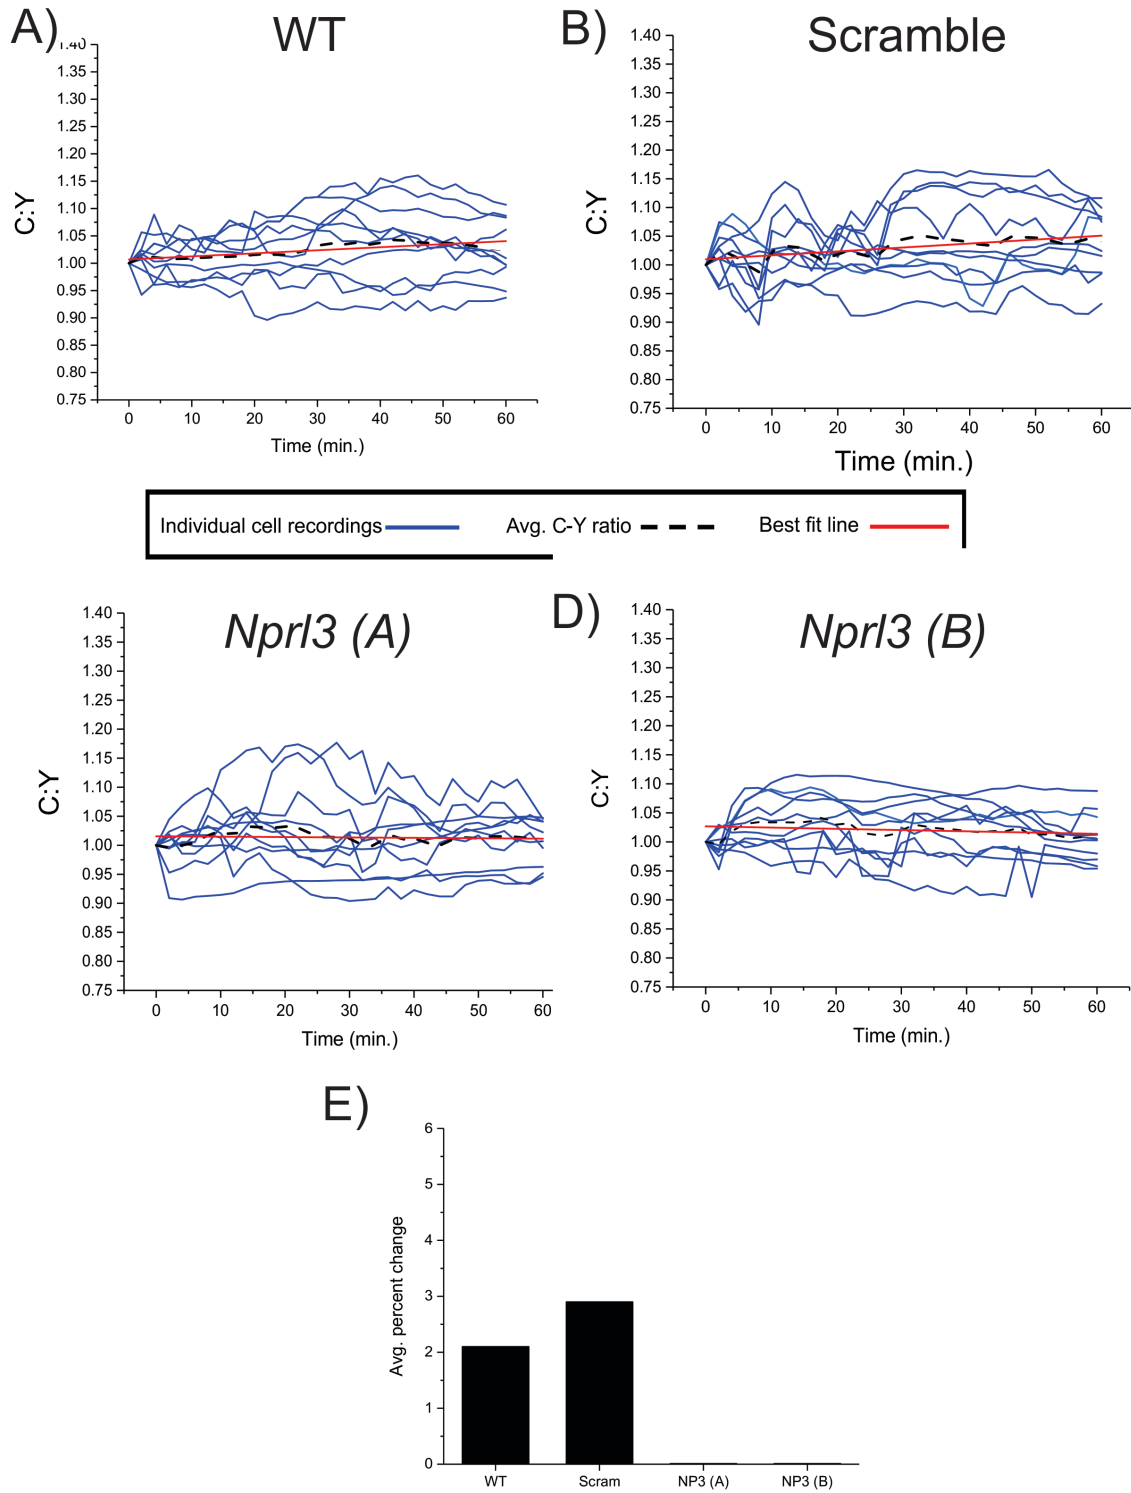 A)
WT
B)
Scramble
1.40
1.35
1.30
1.25
1.20
1.15
1.10
1.05
1.00
0.95
0.90
0.85
0.80
0.75
C:Y
0 10 20 30 40 50 60
Time (min.)
1.40
1.35
1.30
1.25
1.20
1.15
1.10
1.05
1.00
0.95
0.90
0.85
0.80
0.75
C:Y
0 10 20 30 40 50 60
Time (min.)
Individual cell recordings Avg. C-Y ratio Best fit line
Nprl3 (A)
1.40
1.35
1.30
1.25
1.20
1.15
1.10
1.05
1.00
0.95
0.90
0.85
0.80
0.75
C:Y
0 10 20 30 40 50 60
Time (min.)
D)
Nprl3 (B)
1.40
1.35
1.30
1.25
1.20
1.15
1.10
1.05
1.00
0.95
0.90
0.85
0.80
0.75
C:Y
0 10 20 30 40 50 60
Time (min.)
E)
6
5
4
3
2
1
0
Avg. percent change
WT Scram NP3 (A) NP3 (B)